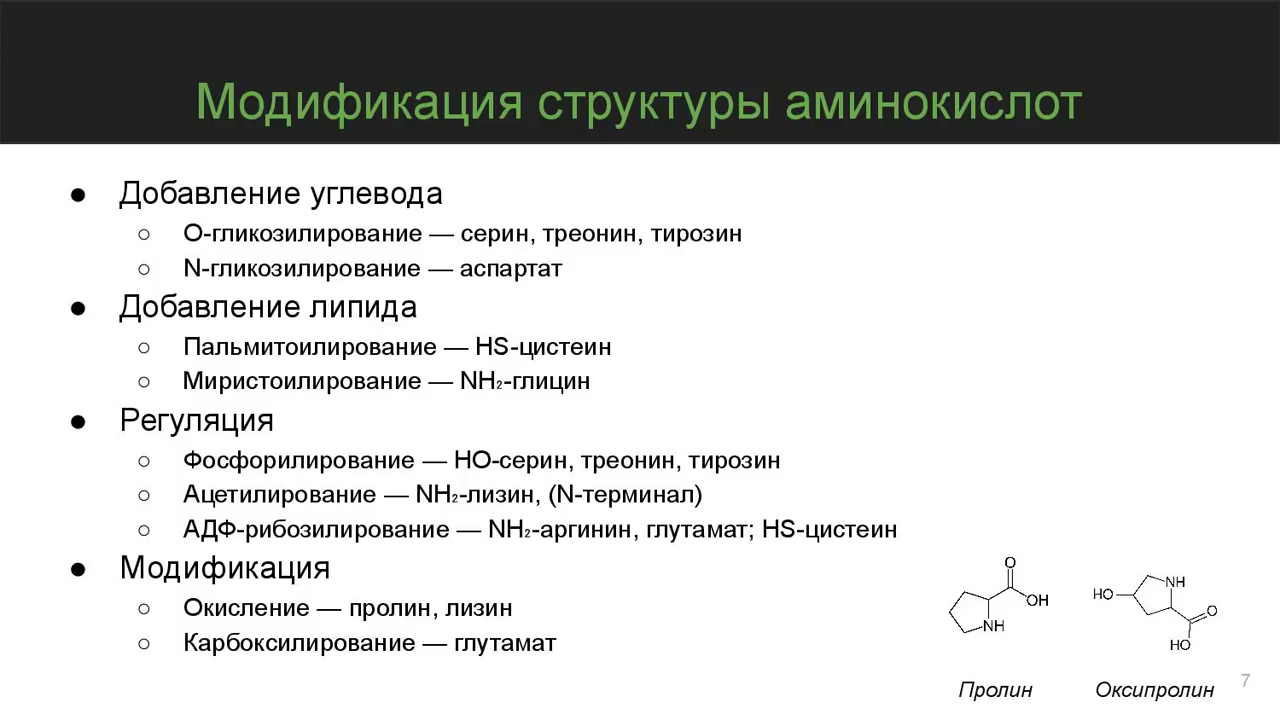 Модификация структуры аминокислот
● Добавление углевода
○ О-гликозилирование — серин, треонин, тирозин
○ N-гликозилирование — аспартат
● Добавление липида
○ Пальмитоилирование — HS-цистеин
○ Миристоилирование — NH₂-глицин
● Регуляция
○ Фосфорилирование — НО-серин, треонин, тирозин
○ Ацетилирование — NH₂-лизин, (N-терминал)
○ АДФ-рибозилирование — NH₂-аргинин, глутамат; HS-цистеин
● Модификация
○ Окисление — пролин, лизин
○ Карбоксилирование — глутамат
O
OH
NH
Пролин
HO
NH
O
HO
Оксипролин
7